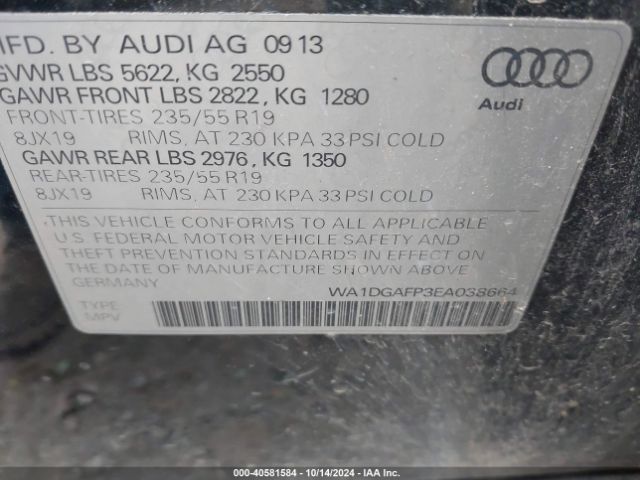 MFD. BY AUDI AG 09 13
GVWR LBS 5622, KG 2550
GAWR FRONT LBS 2822, KG 1280
FRONT-TIRES 235/55 R19
8JX19 RIMS, AT 230 KPA 33 PSI COLD
GAWR REAR LBS 2976, KG 1350
REAR-TIRES 235/55 R19
8JX19 RIMS, AT 230 KPA 33 PSI COLD
Audi
THIS VEHICLE CONFORMS TO ALL APPLICABLE
U.S. FEDERAL MOTOR VEHICLE SAFETY AND
THEFT PREVENTION STANDARDS IN EFFECT ON
THE DATE OF MANUFACTURE SHOWN ABOVE
GERMANY
WA1DGAFP3EA038664
TYPE:
MPV
000-40581584 | 10/14/2024 | IAA Inc.